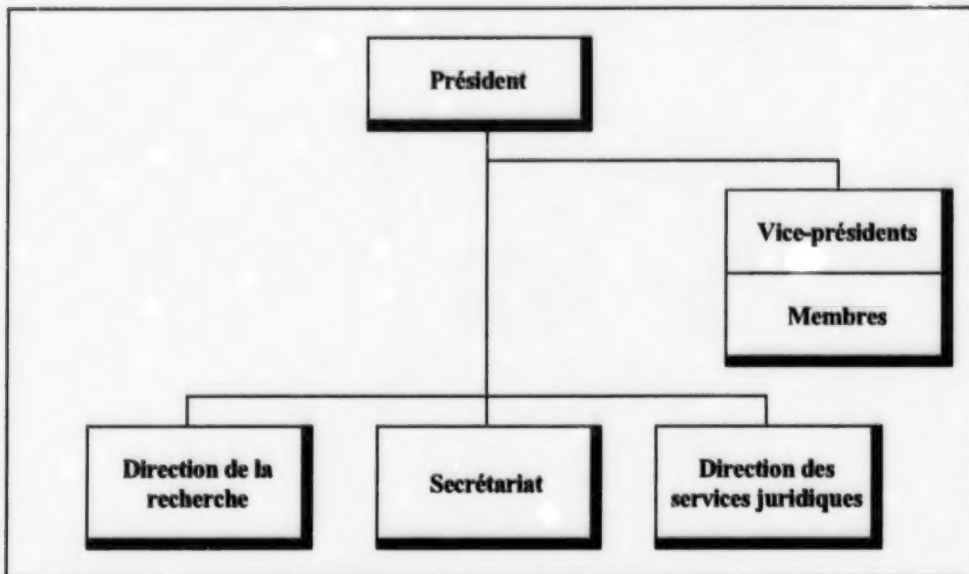 Président
Vice-présidents
Membres
Direction de la
recherche
Secrétariat
Direction des
services juridiques